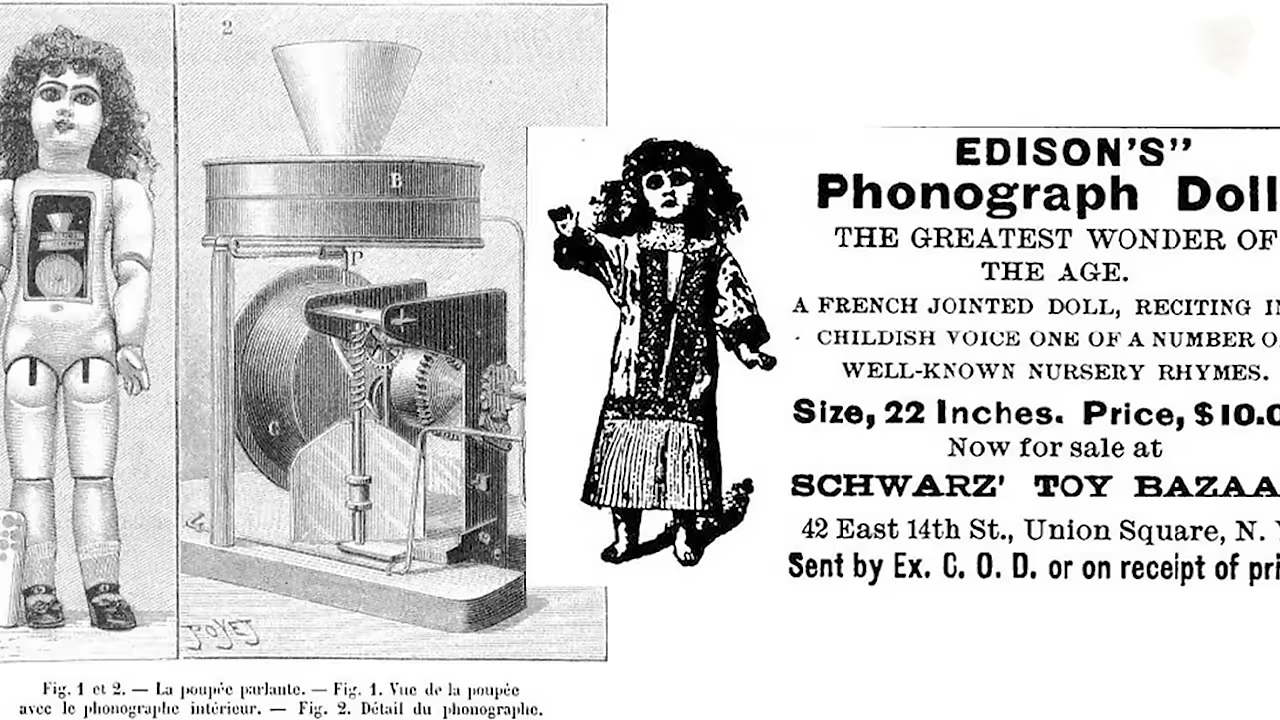 2
B
P
C
POYET
Fig. 1 et 2. — La poupée parlante. — Fig. 1. Vue de la poupée
avec le phonographe intérieur. — Fig. 2. Détail du phonographe.
EDISON'S”
Phonograph Doll
THE GREATEST WONDER OF
THE AGE.
A FRENCH JOINTED DOLL, RECITING IN
CHILDISH VOICE ONE OF A NUMBER O
WELL-KNOWN NURSERY RHYMES.
Size, 22 Inches. Price, $10.0
Now for sale at
SCHWARZ' TOY BAZAA
42 East 14th St., Union Square, N. Y
Sent by Ex. C. O. D. or on receipt of pri